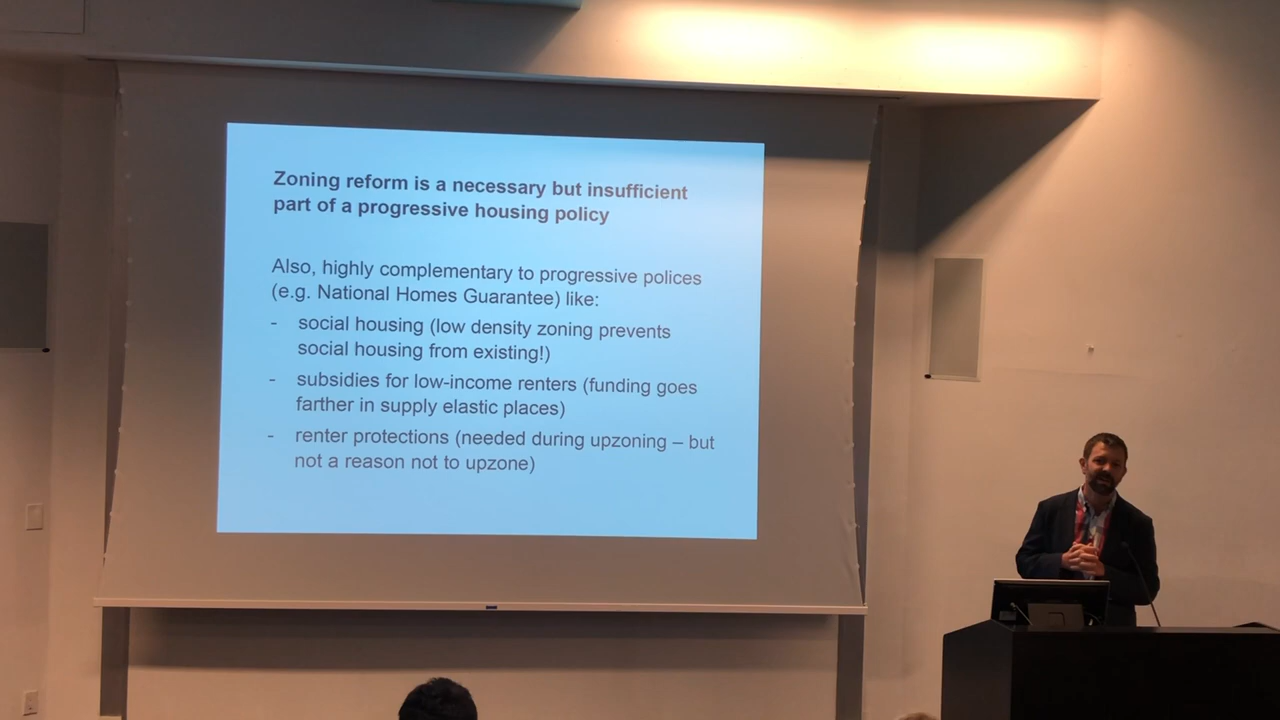 Zoning reform is a necessary but insufficient
part of a progressive housing policy
Also, highly complementary to progressive polices
(e.g. National Homes Guarantee) like:
- social housing (low density zoning prevents
social housing from existing!)
- subsidies for low-income renters (funding goes
farther in supply elastic places)
- renter protections (needed during upzoning – but
not a reason not to upzone)